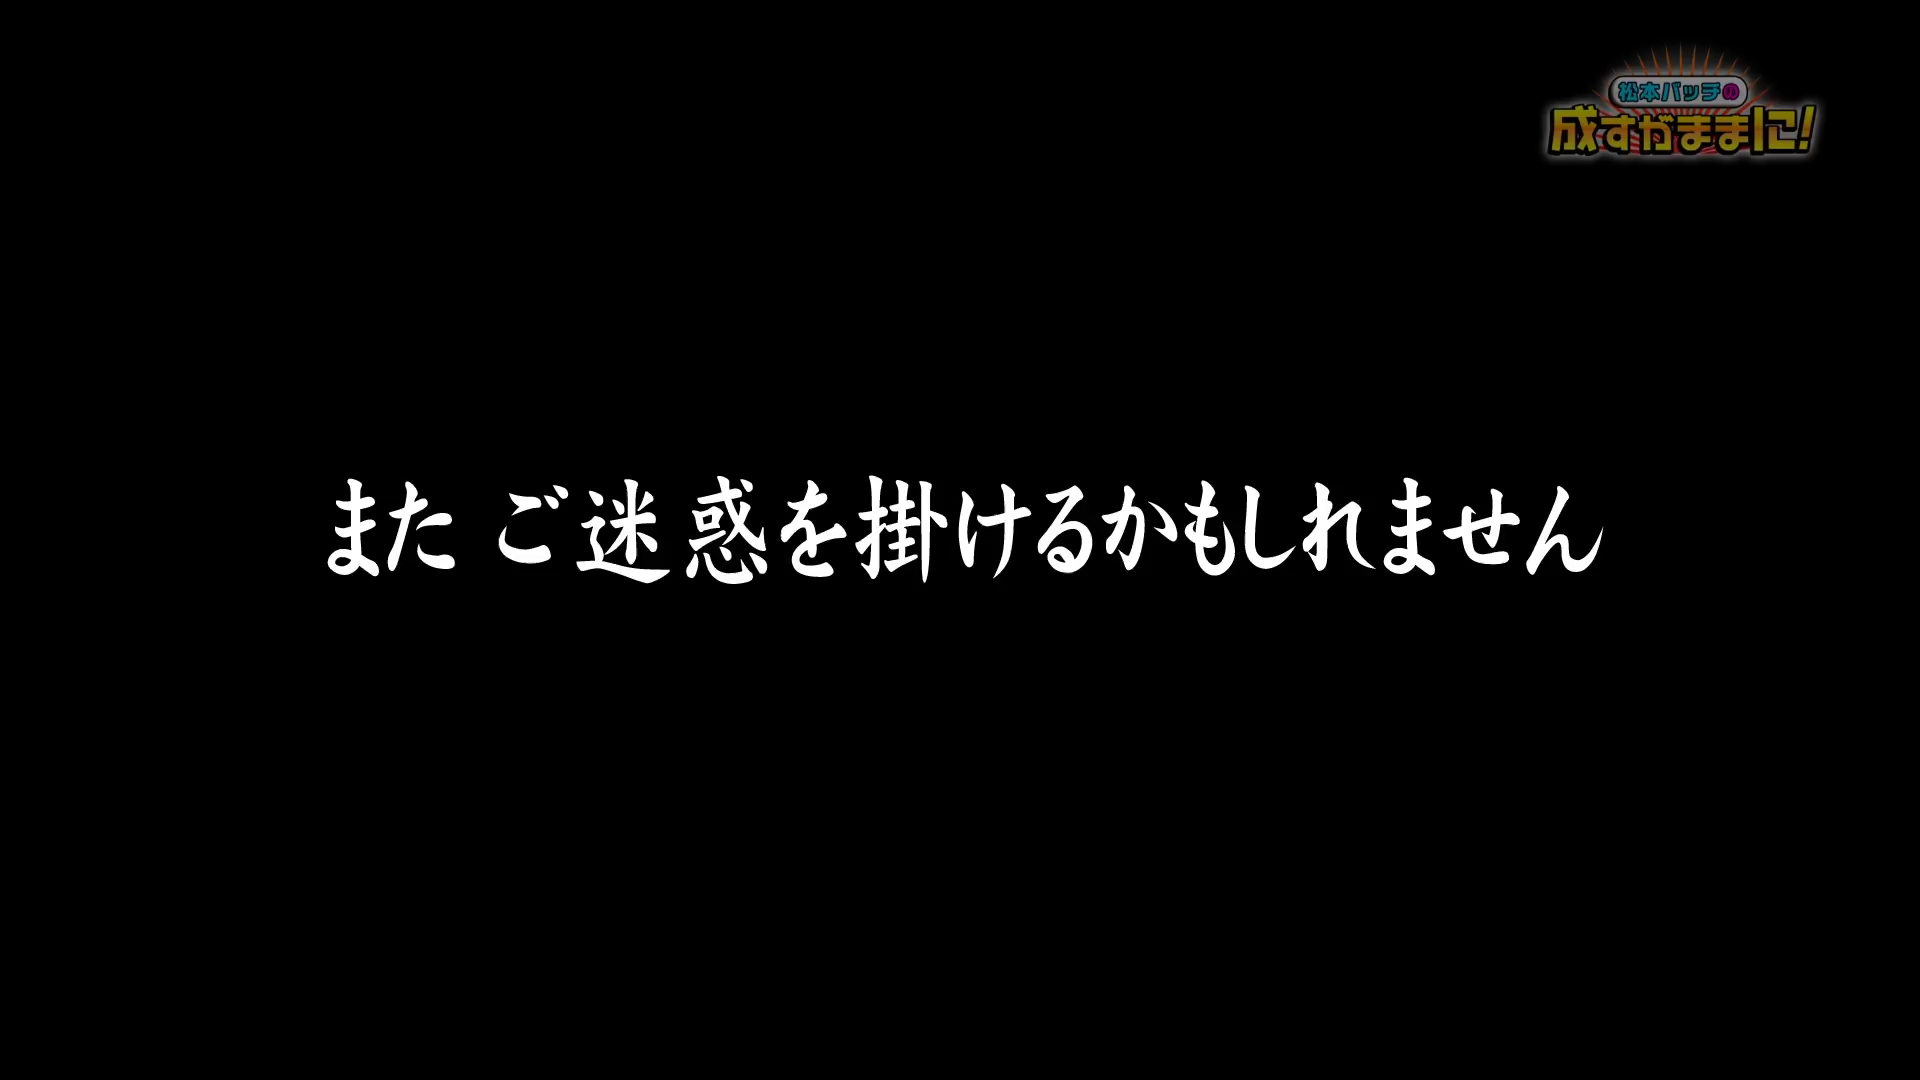 松本バッチの
成すがままに!
また ご迷惑を掛けるかもしれません